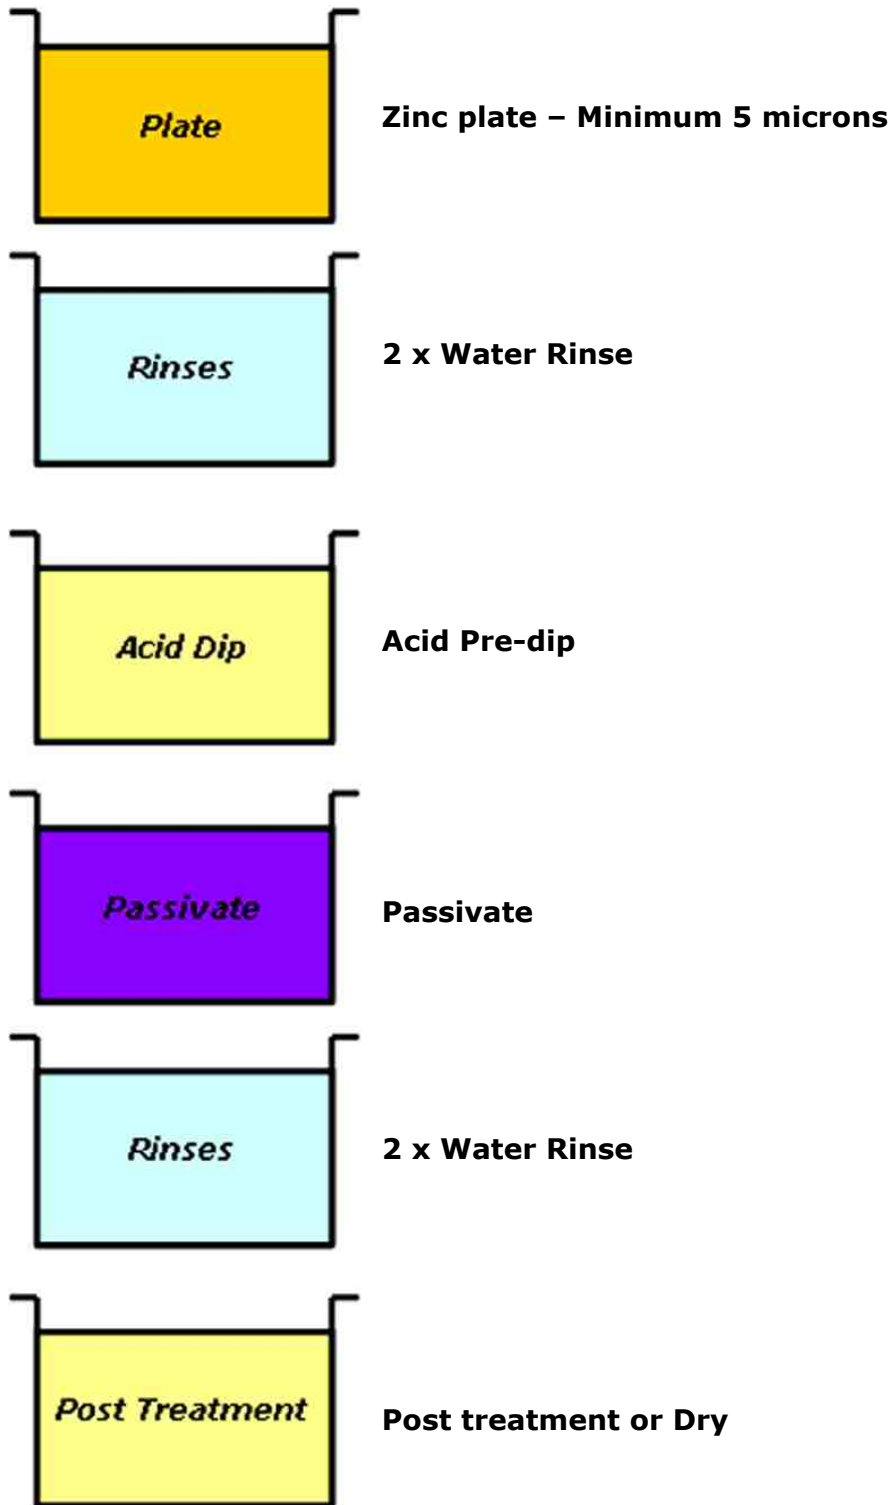 Plate
Zinc plate – Minimum 5 microns
Rinses
2 x Water Rinse
Acid Dip
Acid Pre-dip
Passivate
Passivate
Rinses
2 x Water Rinse
Post Treatment
Post treatment or Dry